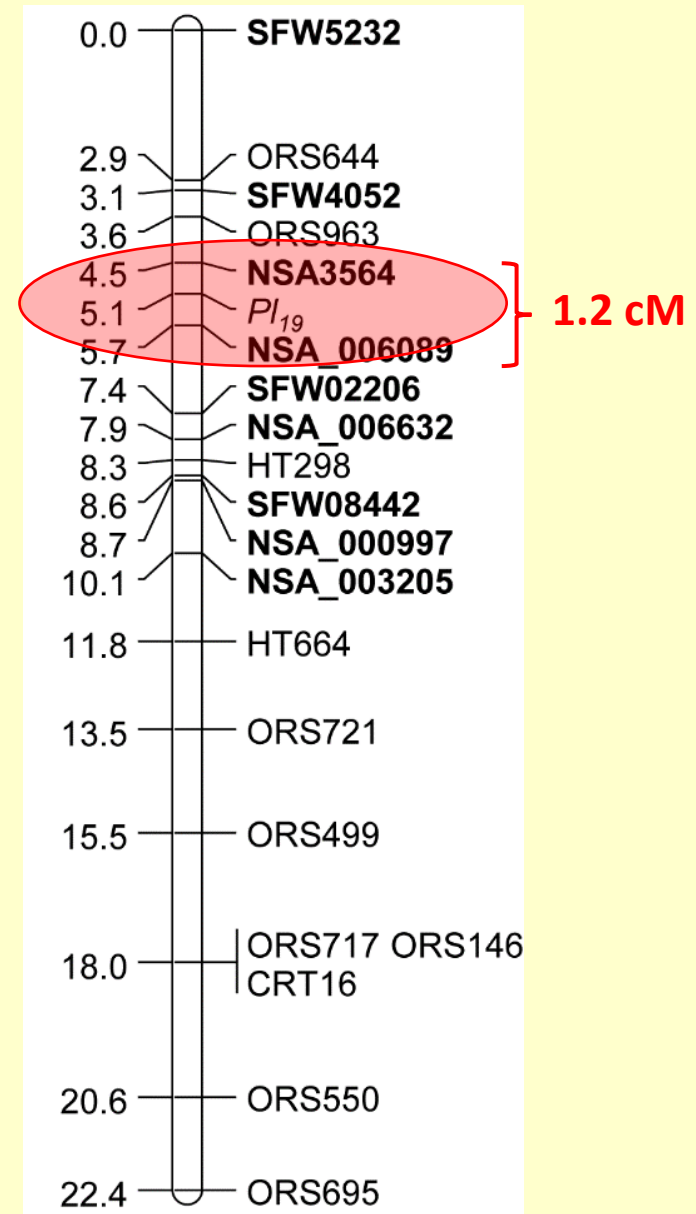 0.0 SFW5232
2.9 ORS644
3.1 SFW4052
3.6 ORS963
4.5 NSA3564
5.1 Pl19
1.2 cM
5.7 NSA_006089
7.4 SFW02206
7.9 NSA_006632
8.3 HT298
8.6 SFW08442
8.7 NSA_000997
10.1 NSA_003205
11.8 HT664
13.5 ORS721
15.5 ORS499
18.0 ORS717 ORS146
CRT16
20.6 ORS550
22.4 ORS695